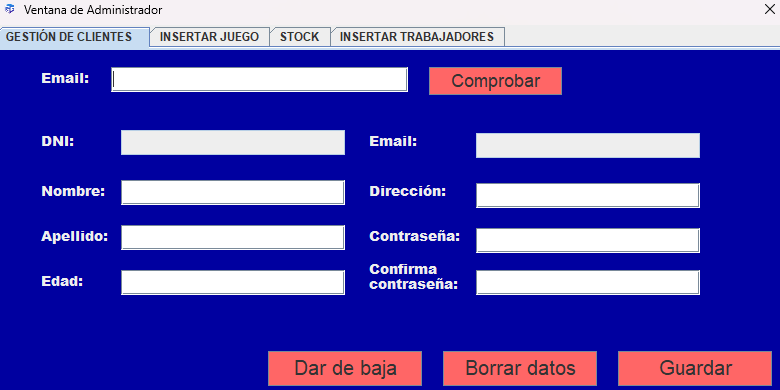 Ventana de Administrador
GESTIÓN DE CLIENTES INSERTAR JUEGO STOCK INSERTAR TRABAJADORES
Email: Comprobar
DNI: Email:
Nombre: Dirección:
Apellido: Contraseña:
Edad: Confirma
contraseña:
Dar de baja Borrar datos Guardar